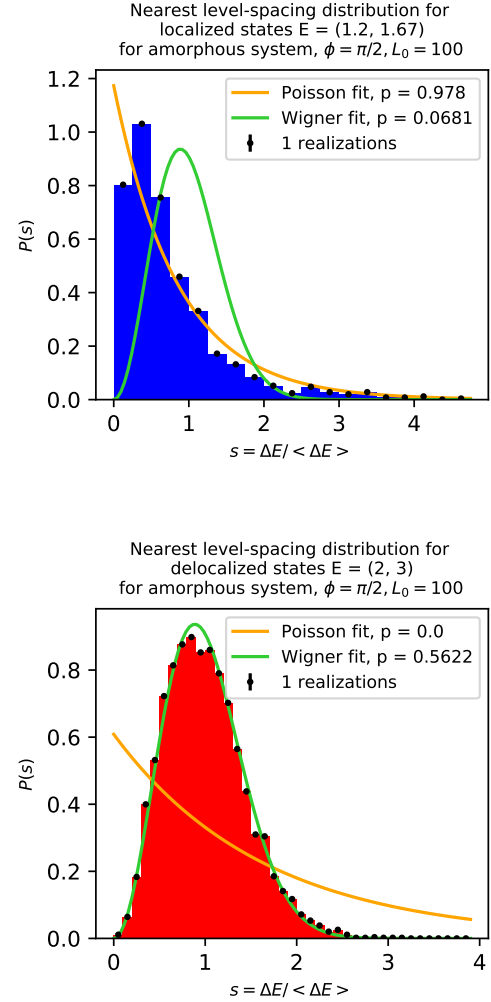 Nearest level-spacing distribution for
localized states E = (1.2, 1.67)
for amorphous system, ϕ = π/2, L₀ = 100
1.2
1.0
0.8
0.6
0.4
0.2
0.0
P(s)
Poisson fit, p = 0.978
Wigner fit, p = 0.0681
1 realizations
0 1 2 3 4
s = ΔE/ < ΔE >
Nearest level-spacing distribution for
delocalized states E = (2, 3)
for amorphous system, ϕ = π/2, L₀ = 100
0.8
0.6
0.4
0.2
0.0
P(s)
Poisson fit, p = 0.0
Wigner fit, p = 0.5622
1 realizations
0 1 2 3 4
s = ΔE/ < ΔE >